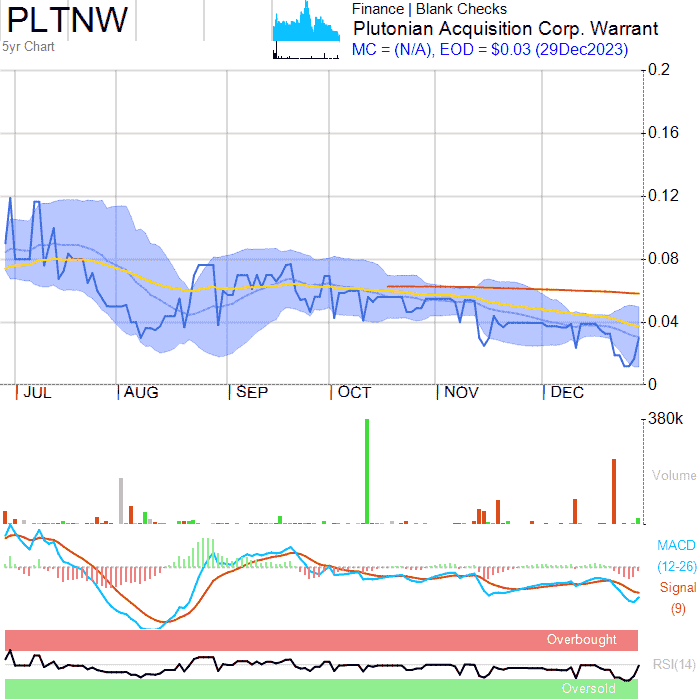 PLTNW
5yr Chart
Finance | Blank Checks
Plutonian Acquisition Corp. Warrant
MC = (N/A), EOD = $0.03 (29Dec2023)
0.2
0.16
0.12
0.08
0.04
0
JUL AUG SEP OCT NOV DEC
380k
Volume
MACD
(12-26)
Signal
(9)
Overbought
RSI(14)
Oversold